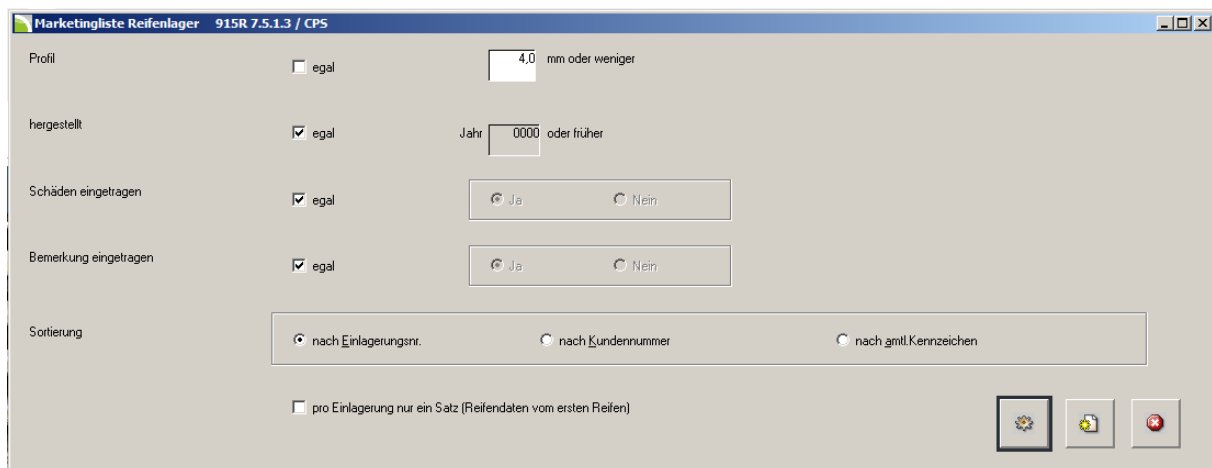 Marketingliste Reifenlager 915R 7.5.1.3 / CPS
Profil egal 4,0 mm oder weniger
hergestellt egal Jahr 0000 oder früher
Schäden eingetragen egal Ja Nein
Bemerkung eingetragen egal Ja Nein
Sortierung nach Einlagerungsnr. nach Kundennummer nach amtl.Kennzeichen
pro Einlagerung nur ein Satz (Reifendaten vom ersten Reifen)